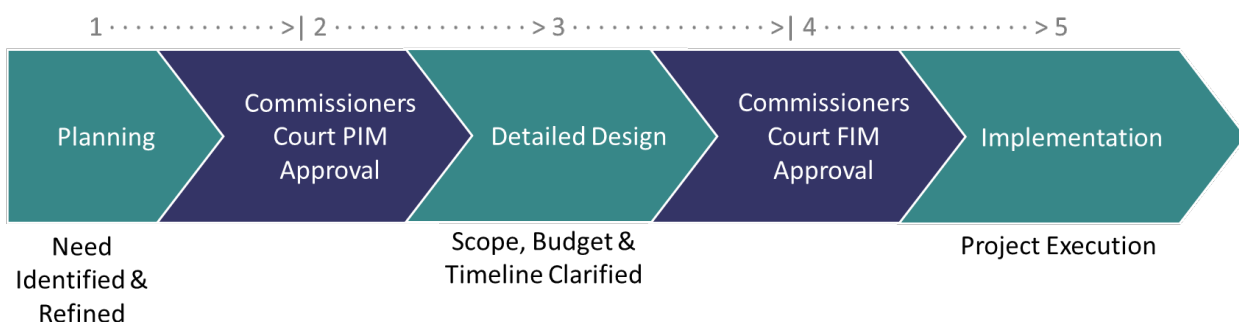 1 · · · · · · · · · · · · >| 2 · · · · · · · · · · · · · · · > 3 · · · · · · · · · · · · · · >| 4 · · · · · · · · · · · · · · · > 5
Planning
Commissioners
Court PIM
Approval
Detailed Design
Commissioners
Court FIM
Approval
Implementation
Need
Identified &
Refined
Scope, Budget &
Timeline Clarified
Project Execution